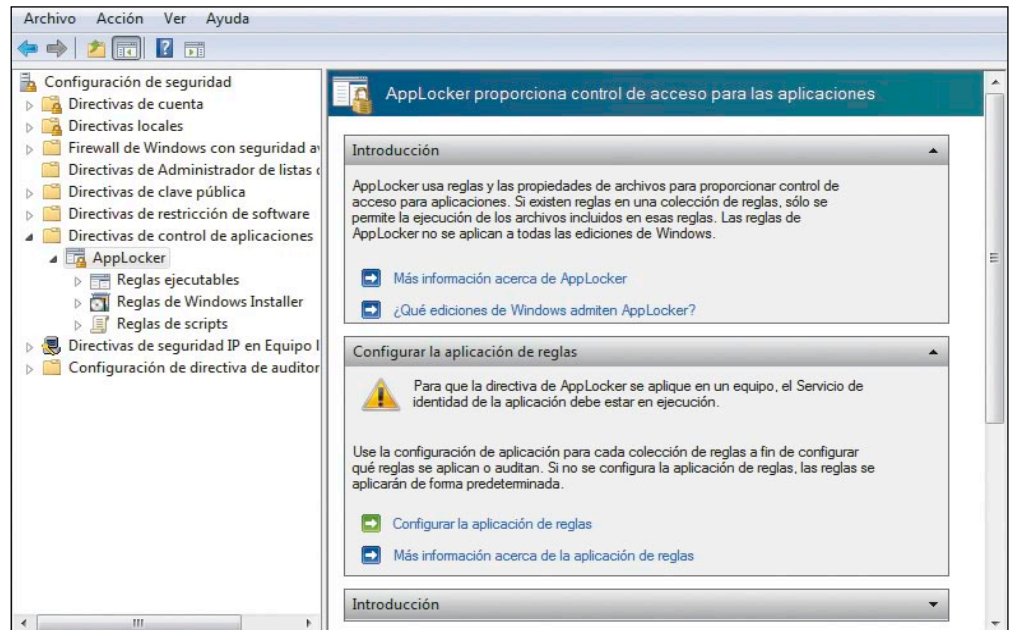 Archivo Acción Ver Ayuda
Configuración de seguridad
Directivas de cuenta
Directivas locales
Firewall de Windows con seguridad
Directivas de Administrador de listas
Directivas de clave pública
Directivas de restricción de software
Directivas de control de aplicaciones
AppLocker
Reglas ejecutables
Reglas de Windows Installer
Reglas de scripts
Directivas de seguridad IP en Equipo
Configuración de directiva de auditor
AppLocker proporciona control de acceso para las aplicaciones
Introducción
AppLocker usa reglas y las propiedades de archivos para proporcionar control de
acceso para aplicaciones. Si existen reglas en una colección de reglas, sólo se
permite la ejecución de los archivos incluidos en esas reglas. Las reglas de
AppLocker no se aplican a todas las ediciones de Windows.
Más información acerca de AppLocker
¿Qué ediciones de Windows admiten AppLocker?
Configurar la aplicación de reglas
Para que la directiva de AppLocker se aplique en un equipo, el Servicio de
identidad de la aplicación debe estar en ejecución.
Use la configuración de aplicación para cada colección de reglas a fin de configurar
qué reglas se aplican o auditan. Si no se configura la aplicación de reglas, las reglas se
aplicarán de forma predeterminada.
Configurar la aplicación de reglas
Más información acerca de la aplicación de reglas
Introducción